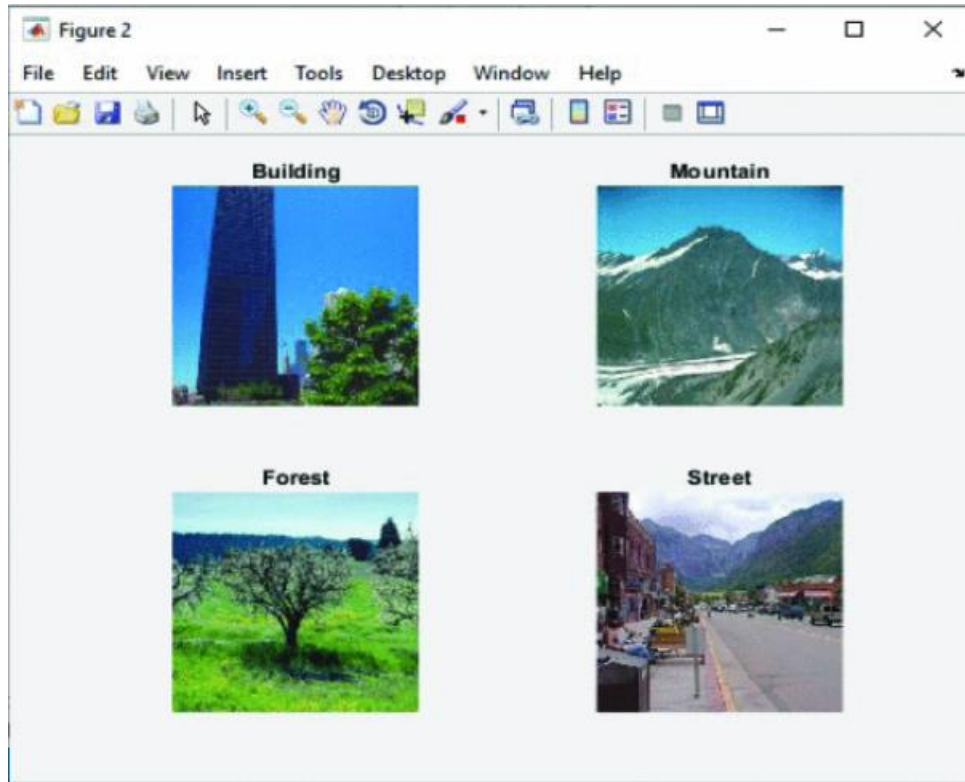 Figure 2
File Edit View Insert Tools Desktop Window Help
Building
Mountain
Forest
Street